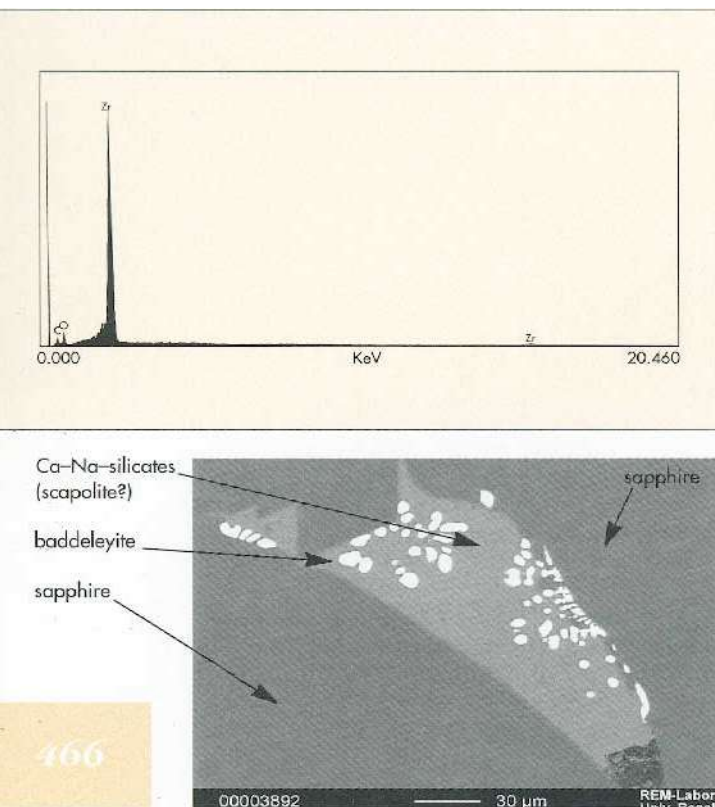 Zr
C O
Zr
0.000 KeV 20.460
Ca–Na–silicates
(scapolite?)
sapphire
baddeleyite
sapphire
466
00003892 30 µm REM-Labor